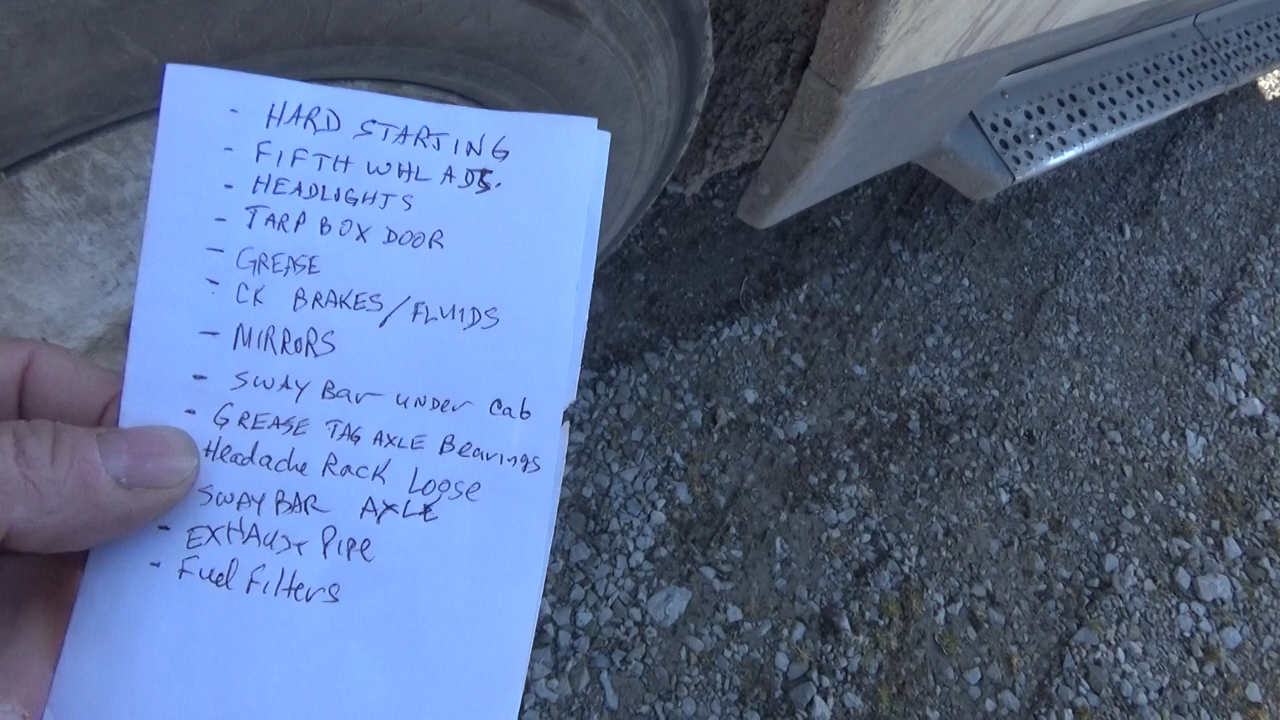 - HARD STARTING
- FIFTH WHL ADJ.
- HEADLIGHTS
- TARP BOX DOOR
- GREASE
- CK BRAKES/FLUIDS
- MIRRORS
- SWAY Bar UNDer Cab
- GREASE TAG AXLE Bearings
Headache Rack Loose
SWAY BAR AXLE
- EXHAUST PIPE
- Fuel Filters